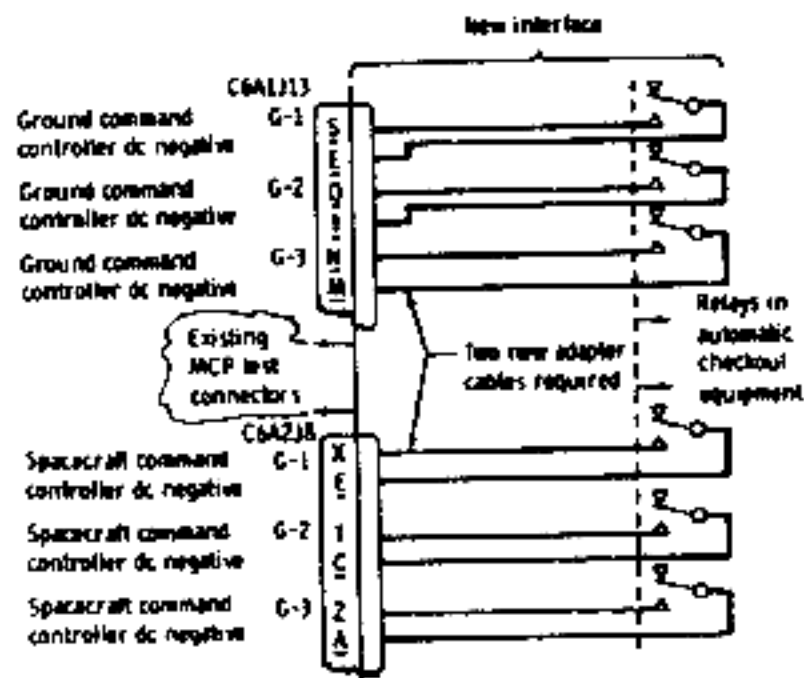 New interface
C6A1J13
Ground command
controller dc negative
G-1
Ground command
controller dc negative
G-2
Ground command
controller dc negative
G-3
Existing
MCP test
connectors
Two new adapter
cables required
Relays in
automatic
checkout
equipment
C6A2J8
Spacecraft command
controller dc negative
G-1
X
E
Spacecraft command
controller dc negative
G-2
1
C
Spacecraft command
controller dc negative
G-3
Z
A